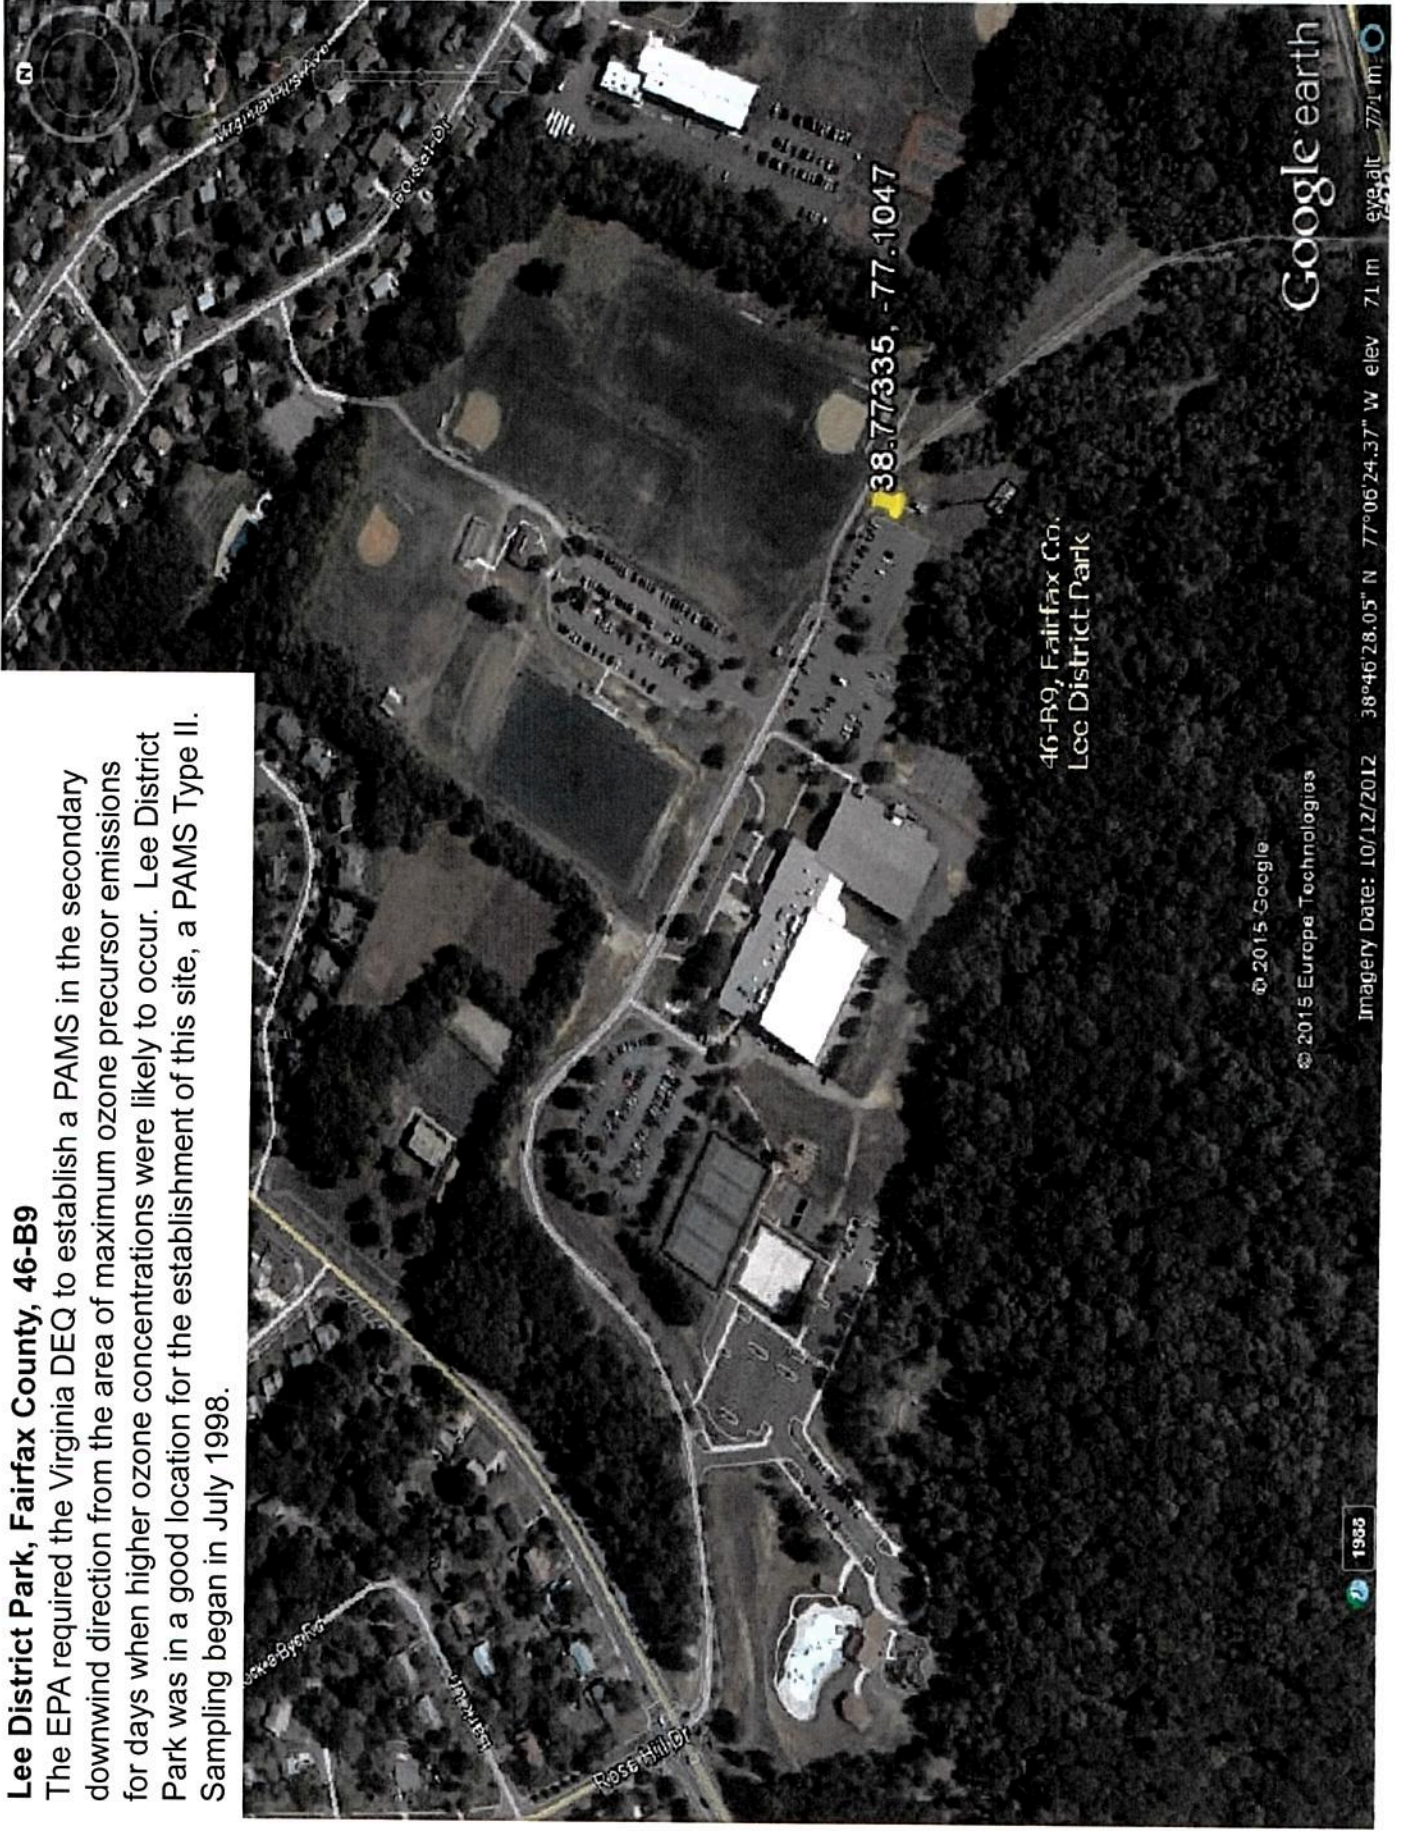 Lee District Park, Fairfax County, 46-B9
The EPA required the Virginia DEQ to establish a PAMS in the secondary
downwind direction from the area of maximum ozone precursor emissions
for days when higher ozone concentrations were likely to occur. Lee District
Park was in a good location for the establishment of this site, a PAMS Type II.
Sampling began in July 1998.
N
Dorset Dr
38.77335, -77.1047
46-B9, Fairfax Co.
Lee District Park
Rose Hill Dr
© 2015 Google
© 2015 Europa Technologies
Google earth
1988
Imagery Date: 10/12/2012 38°46'28.05" N 77°06'24.37" W elev 71 m eye alt 771 m